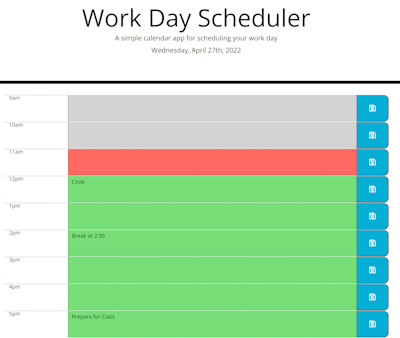 Work Day Scheduler
A simple calendar app for scheduling your work day
Wednesday, April 27th, 2022
9am
10am
11am
12pm
Code
1pm
2pm
Break at 2:30
3pm
4pm
5pm
Prepare for Class